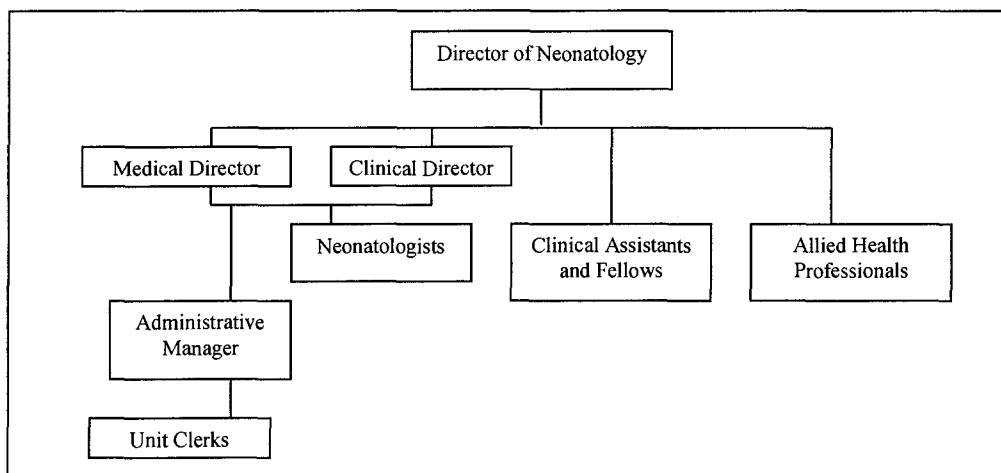 Director of Neonatology
Medical Director
Clinical Director
Neonatologists
Clinical Assistants
and Fellows
Allied Health
Professionals
Administrative
Manager
Unit Clerks